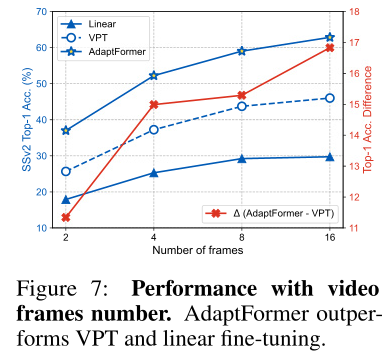 70
60
50
40
30
20
10
SSv2 Top-1 Acc. (%)
Linear
VPT
AdaptFormer
18
17
16
15
14
13
12
11
Top-1 Acc. Difference
Δ (AdaptFormer - VPT)
2 4 8 16
Number of frames
Figure 7: Performance with video
frames number. AdaptFormer outper-
forms VPT and linear fine-tuning.